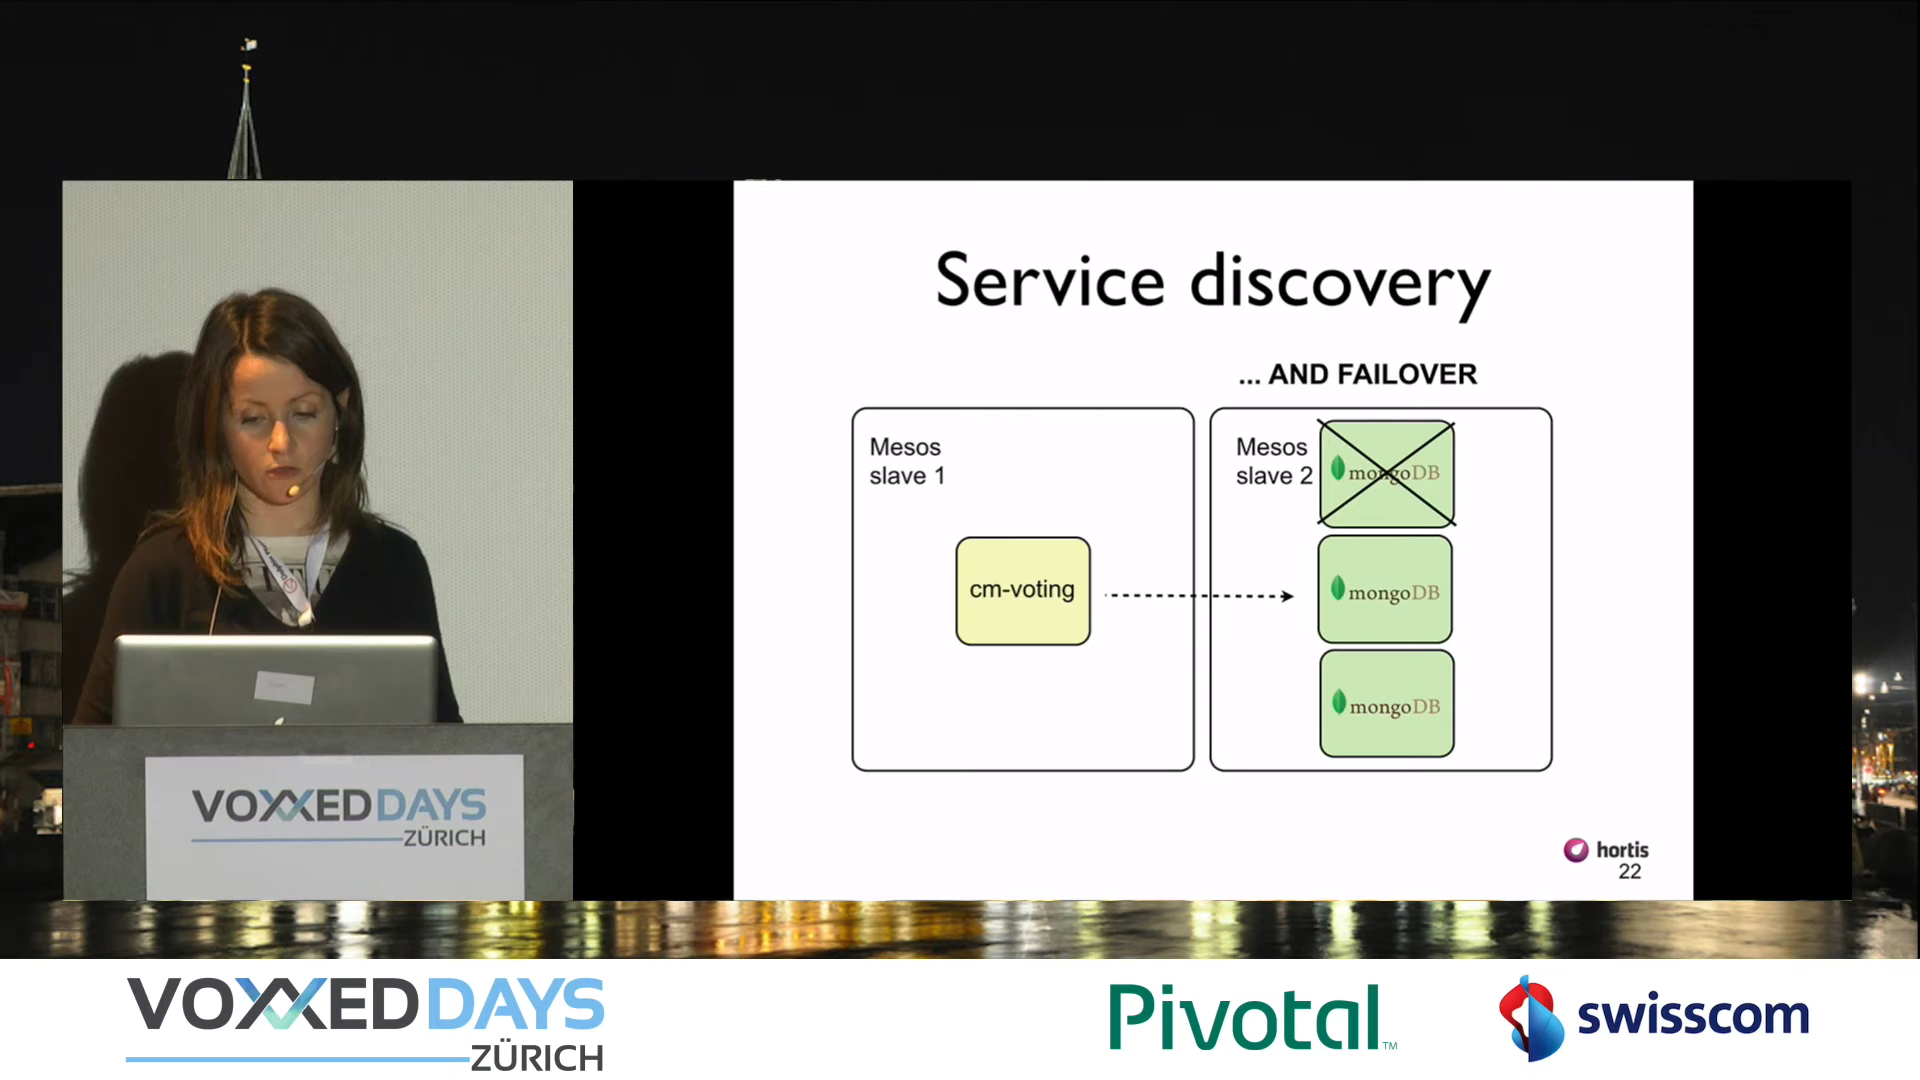 Service discovery
... AND FAILOVER
Mesos
slave 1
cm-voting
Mesos
slave 2
mongoDB
mongoDB
mongoDB
hortis
22
VOXXED DAYS
ZÜRICH
VOXXED DAYS
ZÜRICH
Pivotal™
swisscom